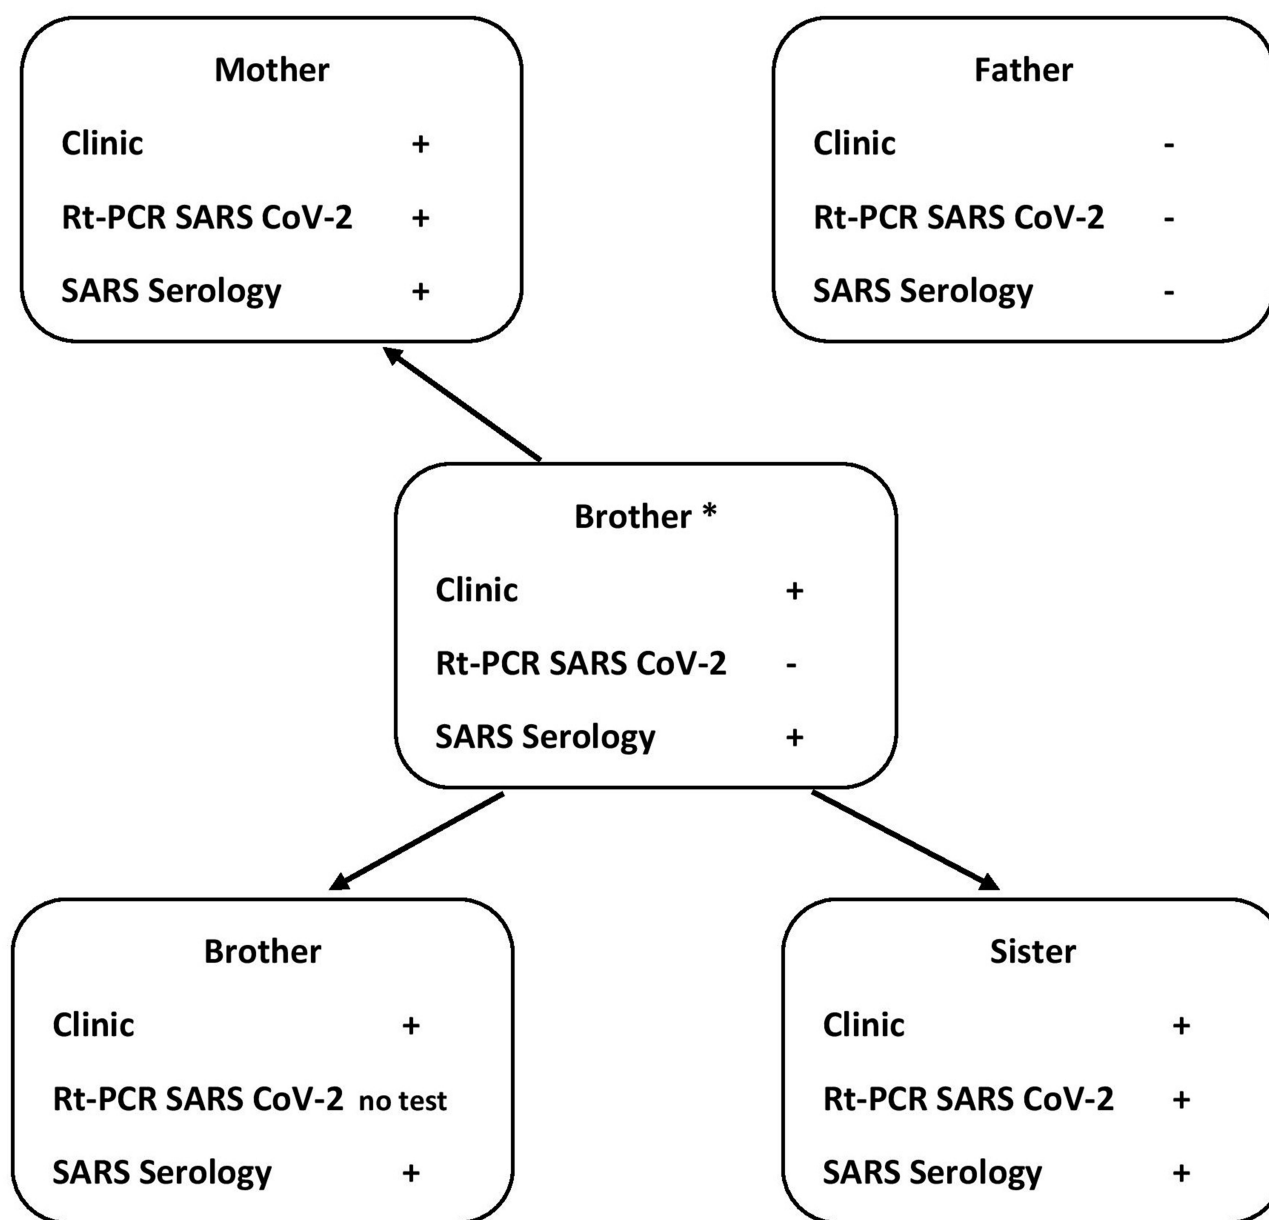 Mother
Clinic +
Rt-PCR SARS CoV-2 +
SARS Serology +
Father
Clinic -
Rt-PCR SARS CoV-2 -
SARS Serology -
Brother *
Clinic +
Rt-PCR SARS CoV-2 -
SARS Serology +
Brother
Clinic +
Rt-PCR SARS CoV-2 no test
SARS Serology +
Sister
Clinic +
Rt-PCR SARS CoV-2 +
SARS Serology +